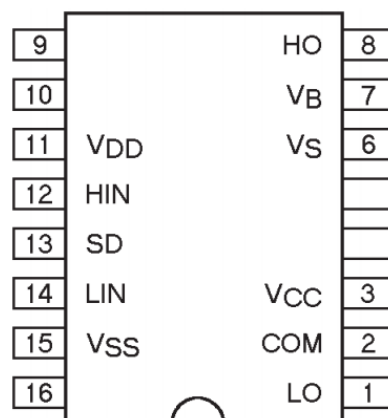 9 HO 8
10 VB 7
11 VDD VS 6
12 HIN
13 SD
14 LIN VCC 3
15 VSS COM 2
16 LO 1